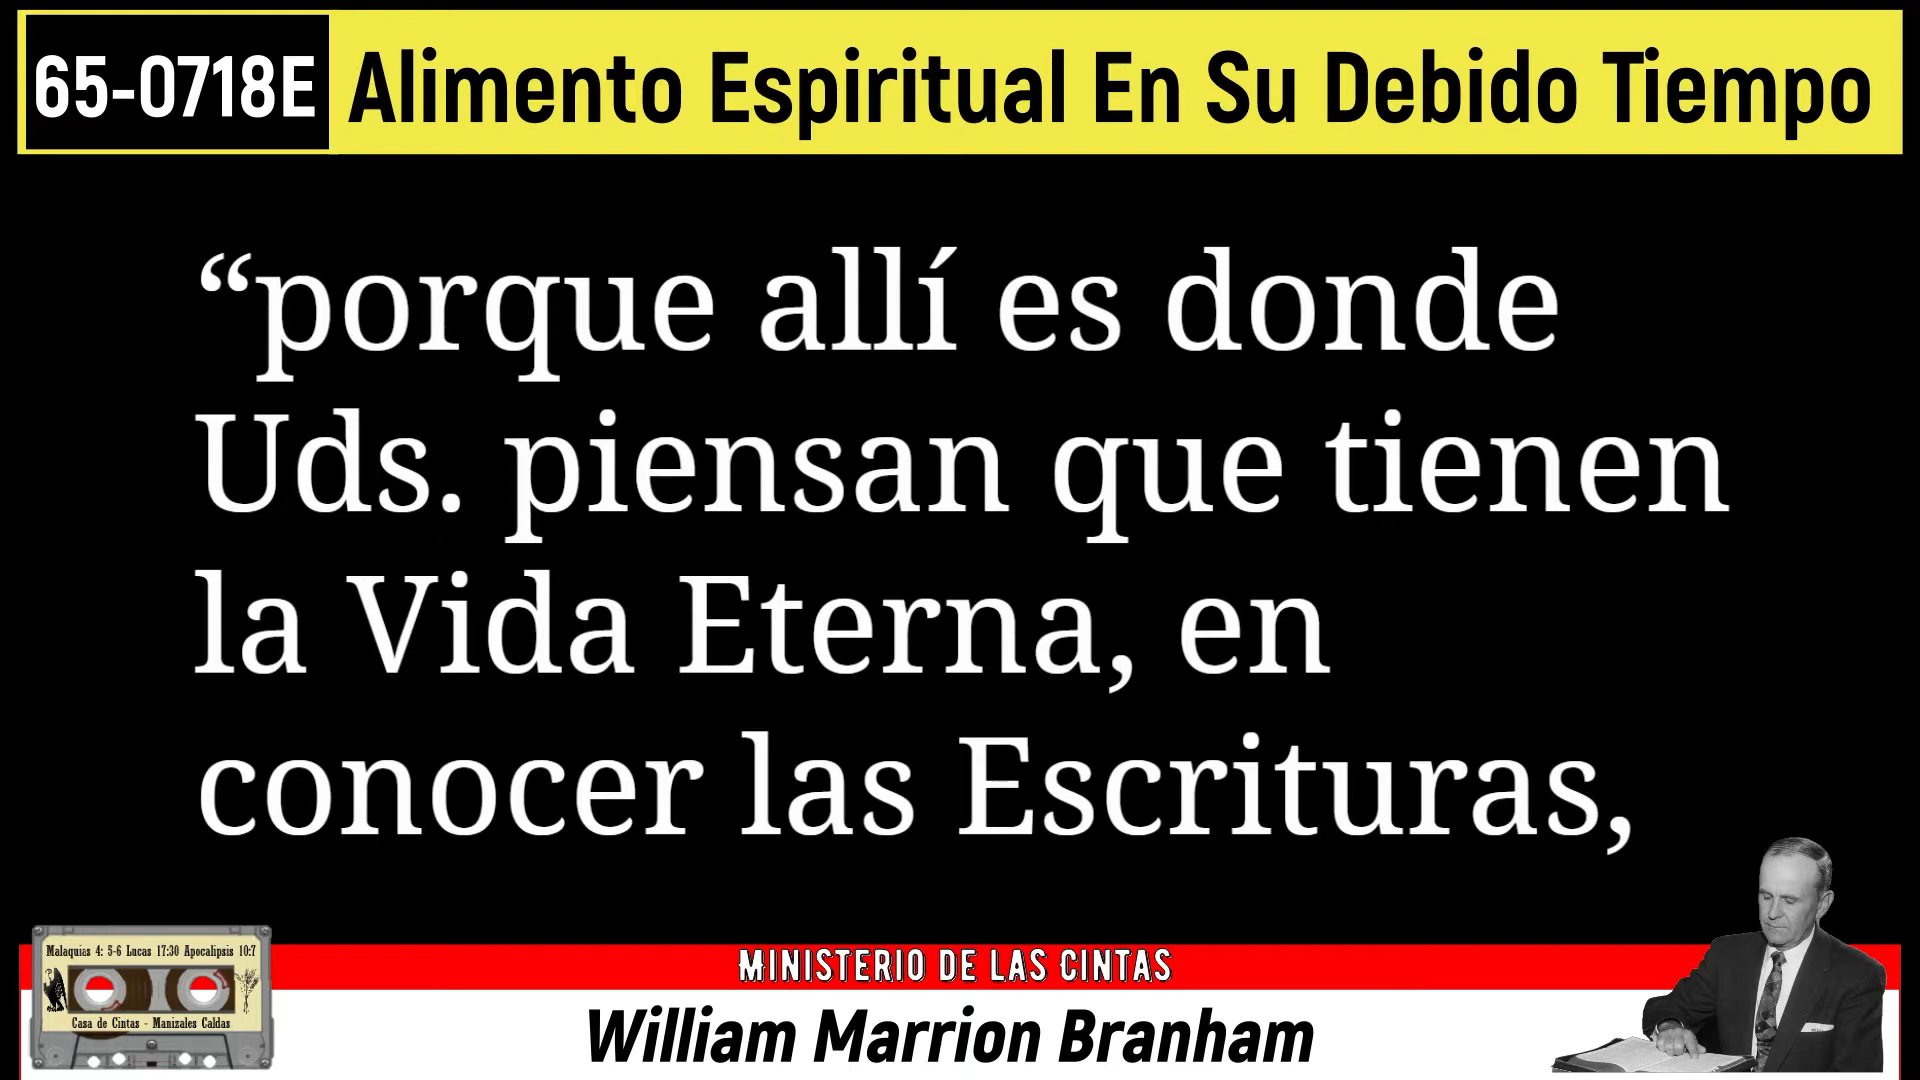 65-0718E Alimento Espiritual En Su Debido Tiempo
“porque allí es donde
Uds. piensan que tienen
la Vida Eterna, en
conocer las Escrituras,
Malaquias 4: 5-6 Lucas 17:30 Apocalipsis 10:7
Casa de Cintas - Manizales Caldas
MINISTERIO DE LAS CINTAS
William Marrion Branham